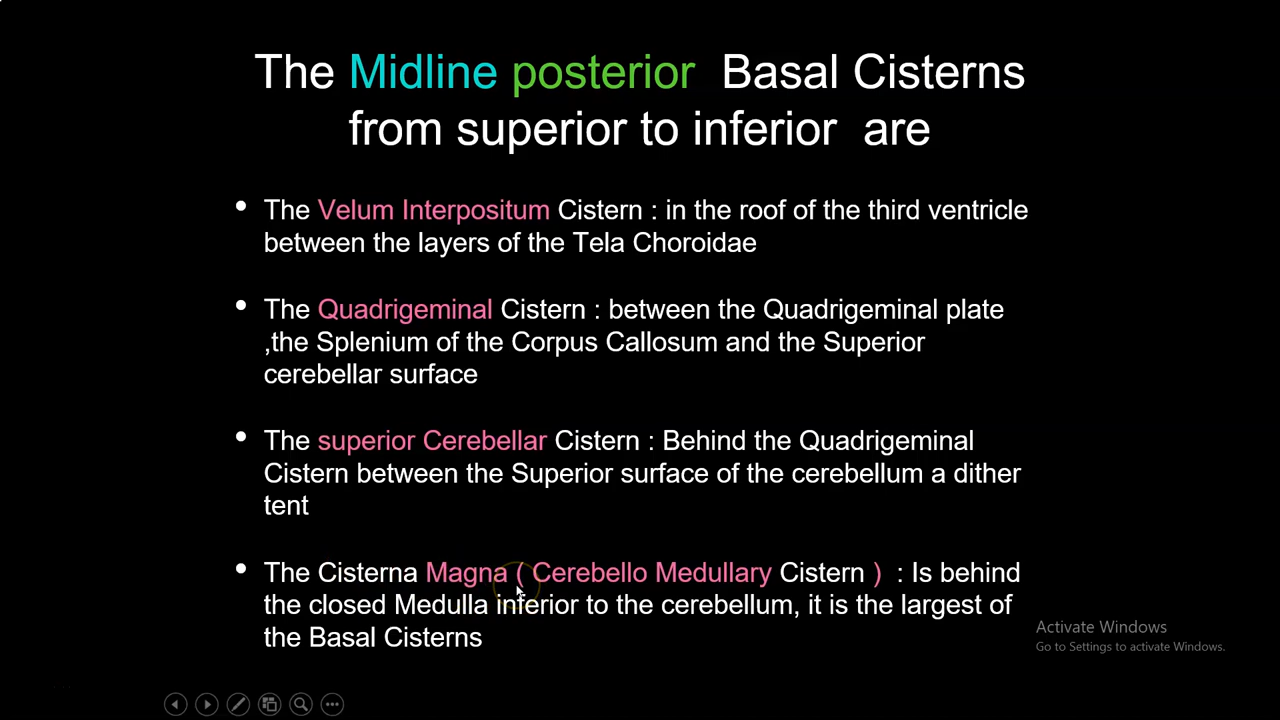 The Midline posterior Basal Cisterns
from superior to inferior are
• The Velum Interpositum Cistern : in the roof of the third ventricle
between the layers of the Tela Choroidae
• The Quadrigeminal Cistern : between the Quadrigeminal plate
,the Splenium of the Corpus Callosum and the Superior
cerebellar surface
• The superior Cerebellar Cistern : Behind the Quadrigeminal
Cistern between the Superior surface of the cerebellum a dither
tent
• The Cisterna Magna ( Cerebello Medullary Cistern ) : Is behind
the closed Medulla inferior to the cerebellum, it is the largest of
the Basal Cisterns
Activate Windows
Go to Settings to activate Windows.